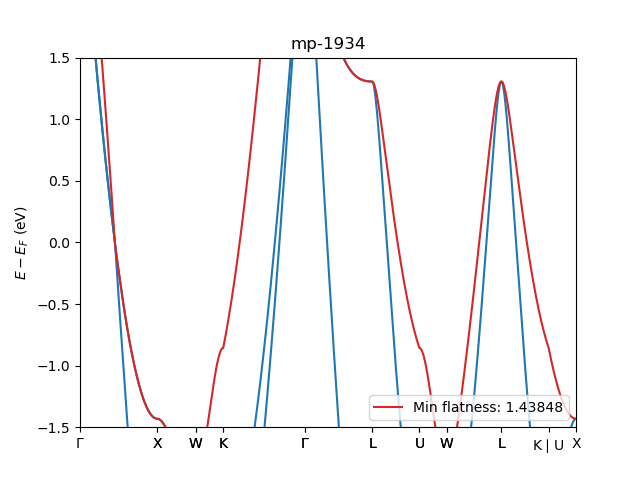 mp-1934
E − E_F (eV)
1.5
1.0
0.5
0.0
−0.5
−1.0
−1.5
Min flatness: 1.43848
Γ X W K Γ L U W L K | U X